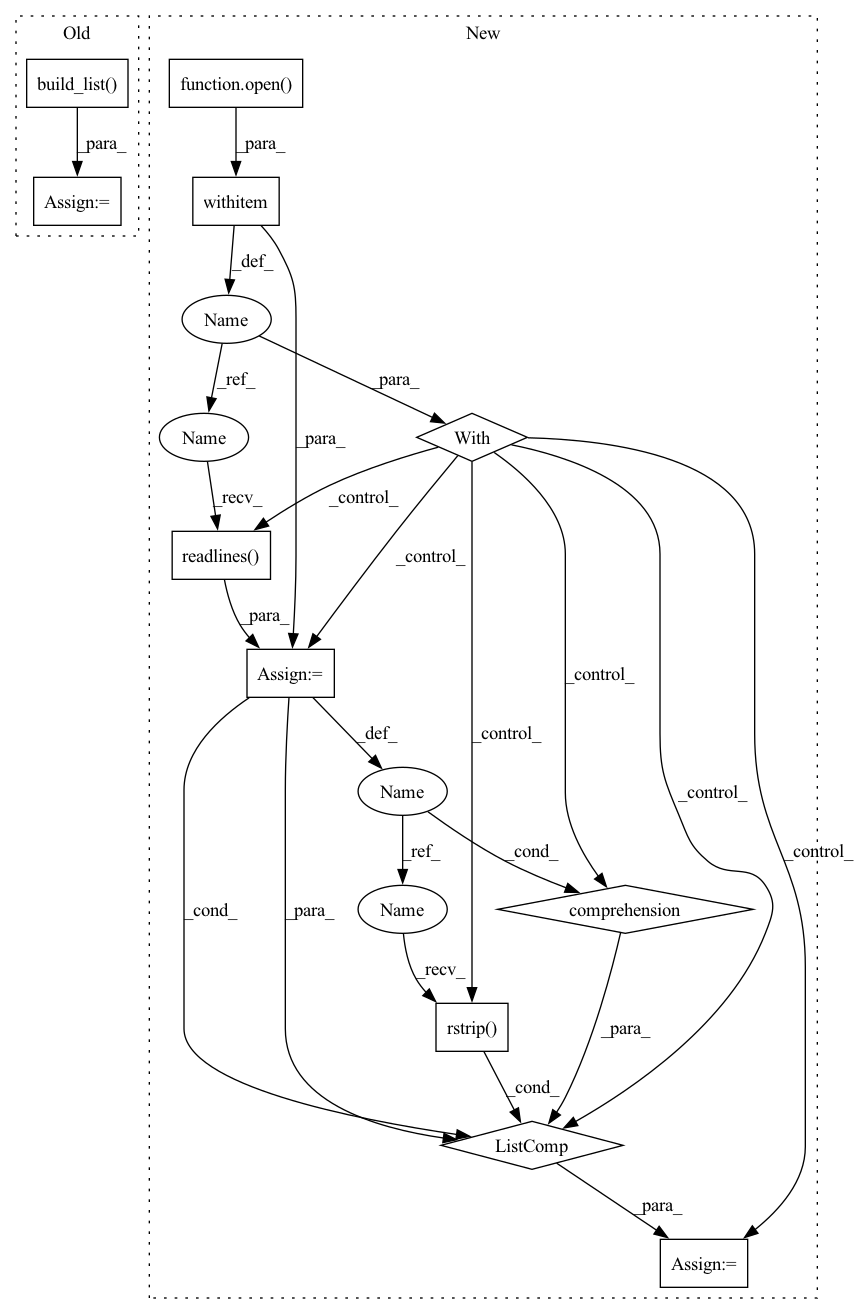 Old
New
build_list()
function.open()
_para_
_para_
Assign:=
withitem
_def_
Name
_ref_
_para_
Name
_para_
With
_recv_
_control_
readlines()
_control_
_para_
Assign:=
_control_
_def_
_control_
Name
_control_
_ref_
_cond_
_control_
_cond_
_para_
Name
comprehension
_recv_
rstrip()
_para_
_cond_
ListComp
_para_
Assign:=